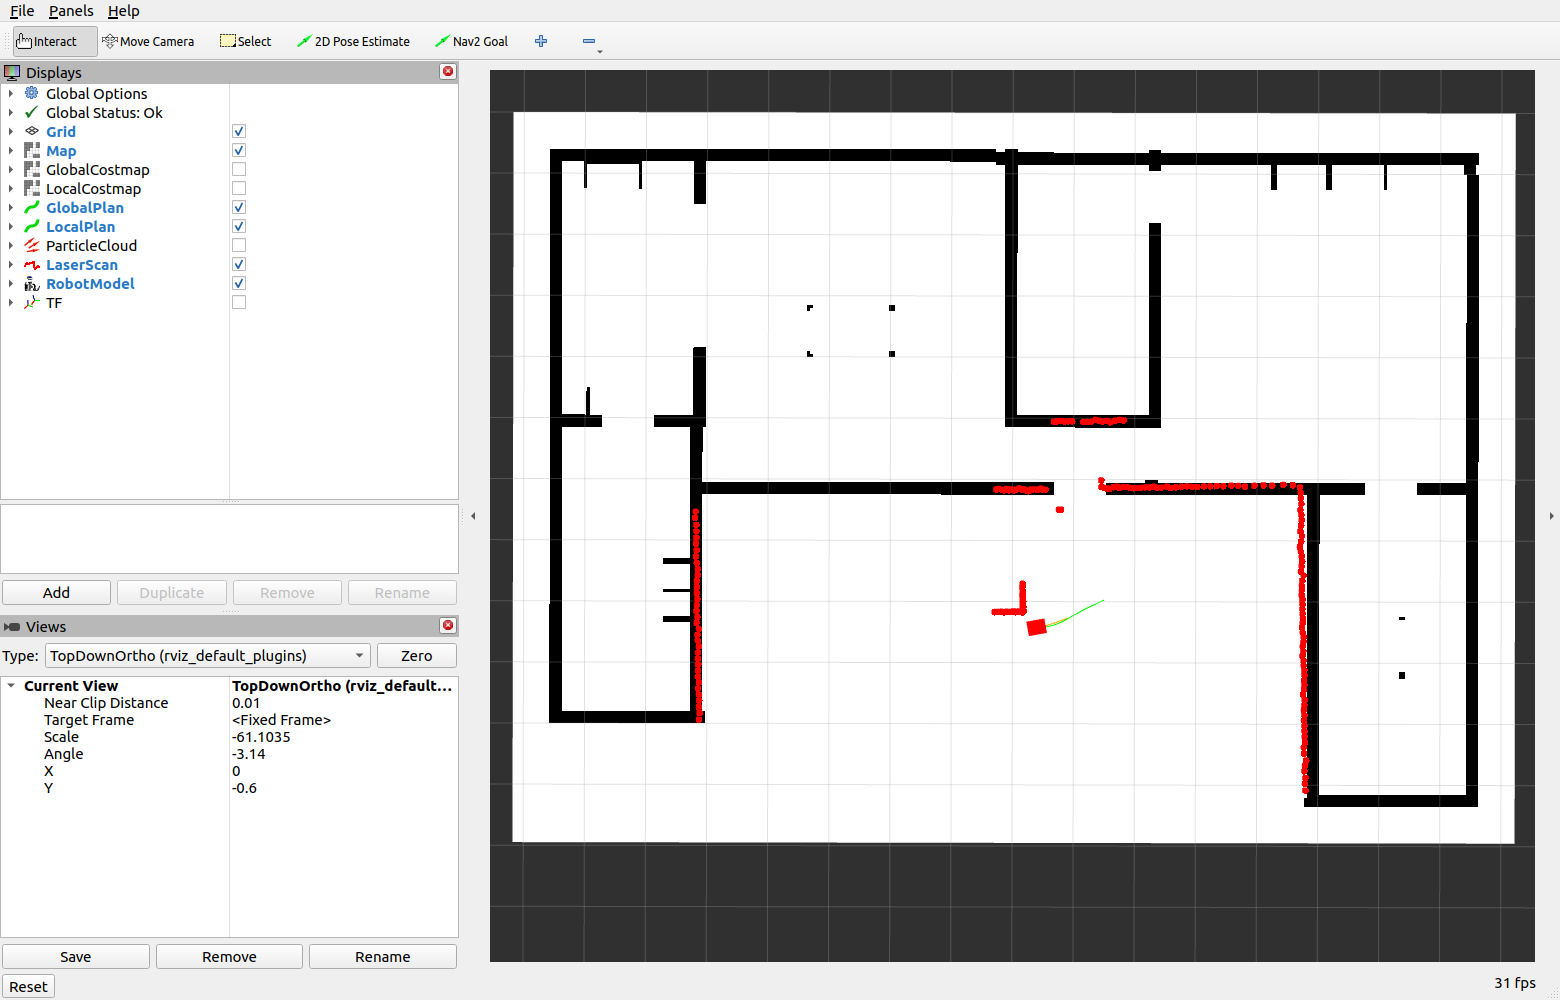 File Panels Help
Interact Move Camera Select 2D Pose Estimate Nav2 Goal
Displays
Global Options
Global Status: Ok
Grid
Map
GlobalCostmap
LocalCostmap
GlobalPlan
LocalPlan
ParticleCloud
LaserScan
RobotModel
TF
Add Duplicate Remove Rename
Views
Type: TopDownOrtho (rviz_default_plugins) Zero
Current View TopDownOrtho (rviz_default...
Near Clip Distance 0.01
Target Frame <Fixed Frame>
Scale -61.1035
Angle -3.14
X 0
Y -0.6
Save Remove Rename
Reset
31 fps